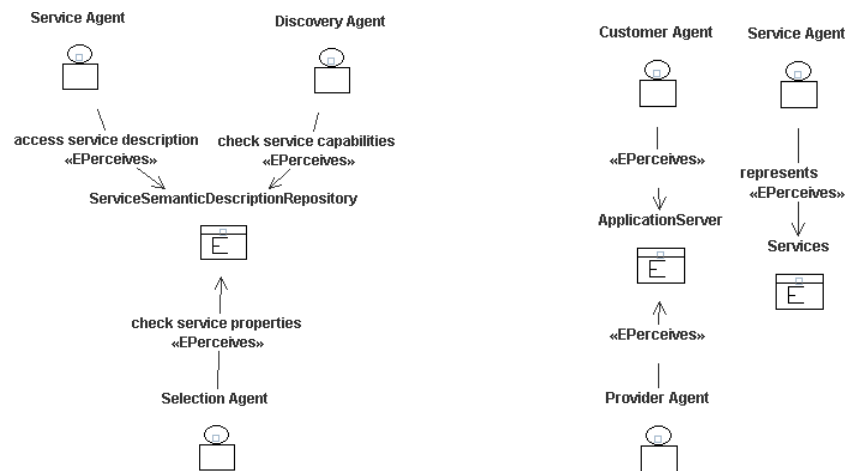 Service Agent
Discovery Agent
access service description
«EPerceives»
check service capabilities
«EPerceives»
ServiceSemanticDescriptionRepository
E
check service properties
«EPerceives»
Selection Agent
Customer Agent
Service Agent
«EPerceives»
represents
«EPerceives»
ApplicationServer
E
Services
E
«EPerceives»
Provider Agent